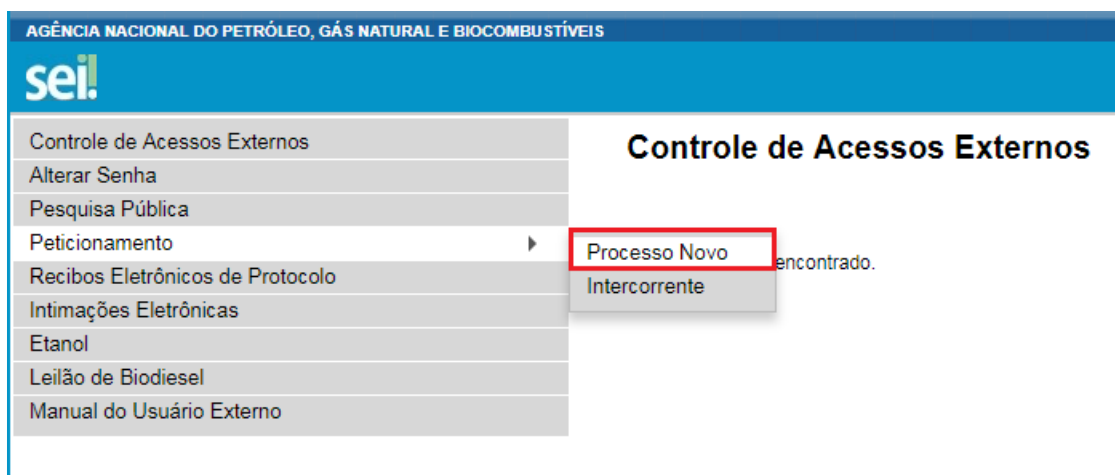 AGÊNCIA NACIONAL DO PETRÓLEO, GÁS NATURAL E BIOCOMBUSTÍVEIS
sei!
Controle de Acessos Externos
Alterar Senha
Pesquisa Pública
Peticionamento
Recibos Eletrônicos de Protocolo
Intimações Eletrônicas
Etanol
Leilão de Biodiesel
Manual do Usuário Externo
Controle de Acessos Externos
Processo Novo
encontrado.
Intercorrente